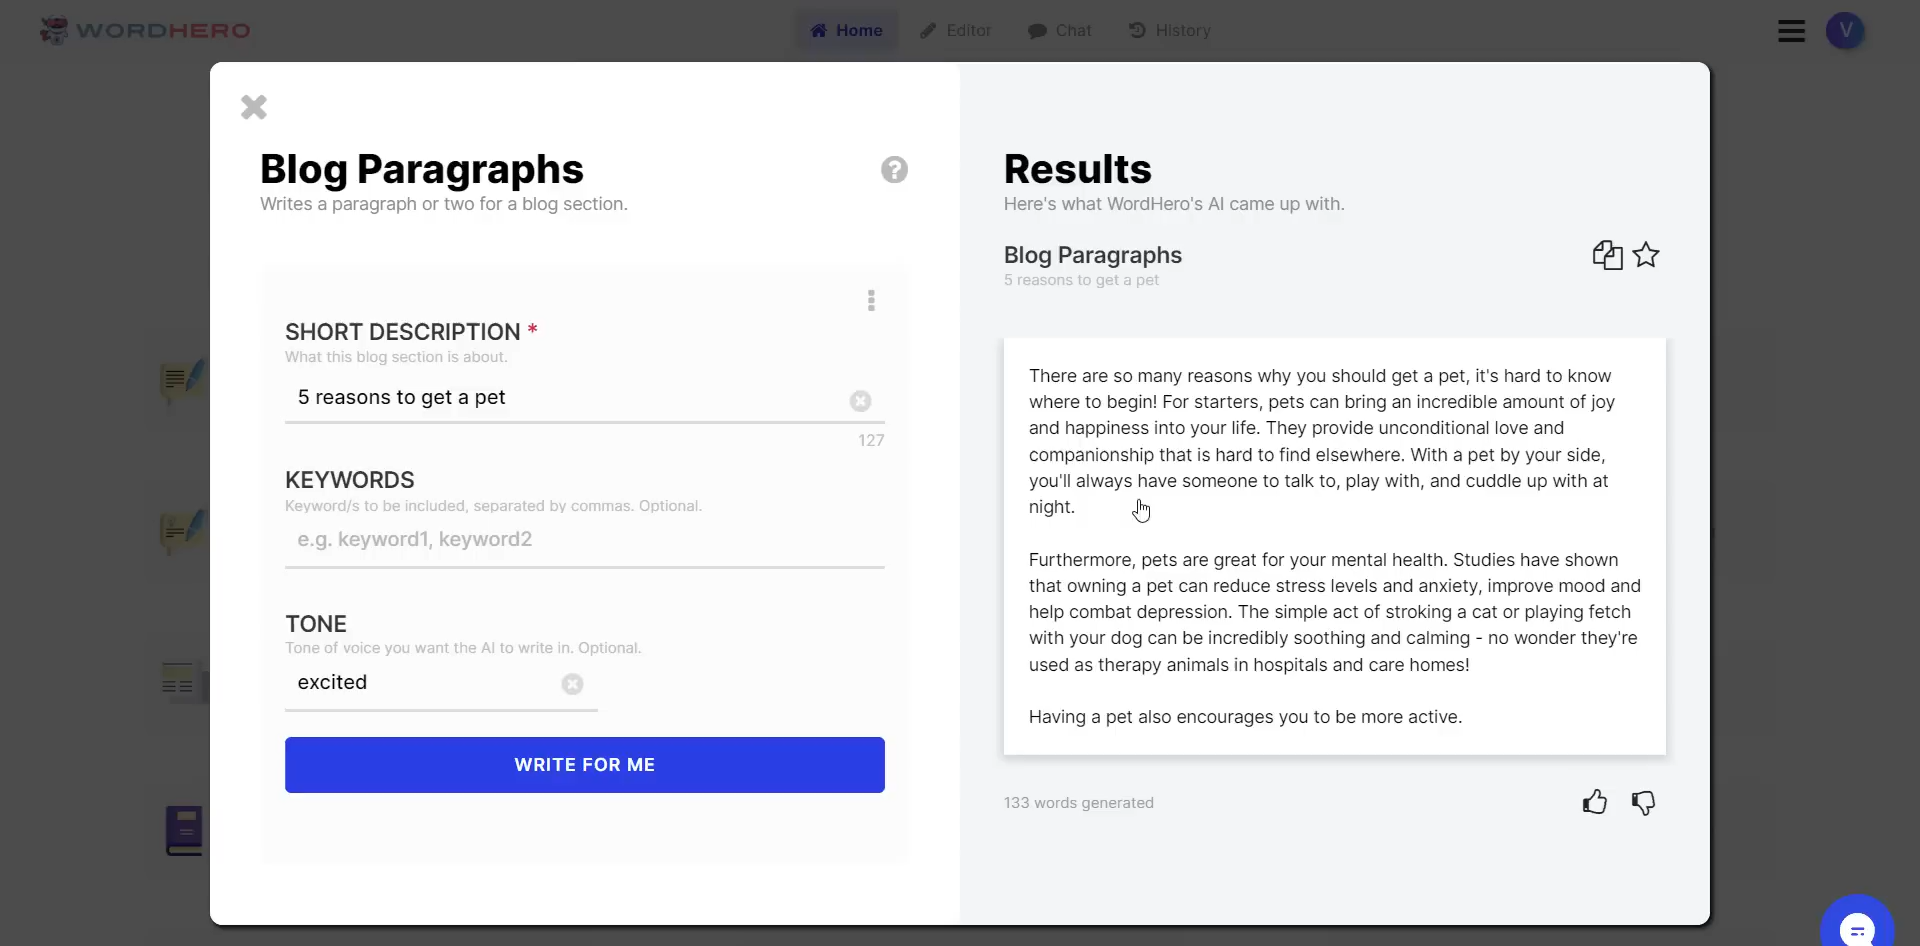 WORDHERO
Home
Editor
Chat
History
V
Blog Paragraphs
?
Writes a paragraph or two for a blog section.
SHORT DESCRIPTION *
What this blog section is about.
5 reasons to get a pet
127
KEYWORDS
Keyword/s to be included, separated by commas. Optional.
e.g. keyword1, keyword2
TONE
Tone of voice you want the AI to write in. Optional.
excited
WRITE FOR ME
Results
Here's what WordHero's AI came up with.
Blog Paragraphs
5 reasons to get a pet
There are so many reasons why you should get a pet, it's hard to know
where to begin! For starters, pets can bring an incredible amount of joy
and happiness into your life. They provide unconditional love and
companionship that is hard to find elsewhere. With a pet by your side,
you'll always have someone to talk to, play with, and cuddle up with at
night.
Furthermore, pets are great for your mental health. Studies have shown
that owning a pet can reduce stress levels and anxiety, improve mood and
help combat depression. The simple act of stroking a cat or playing fetch
with your dog can be incredibly soothing and calming - no wonder they're
used as therapy animals in hospitals and care homes!
Having a pet also encourages you to be more active.
133 words generated